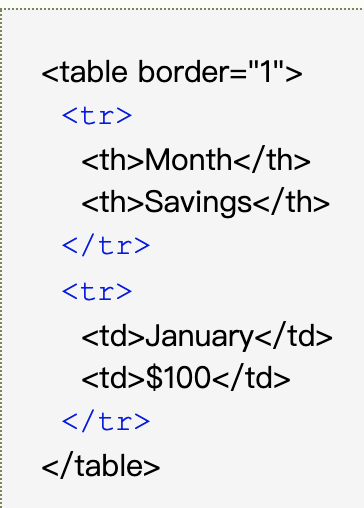 <table border="1">
<tr>
<th>Month</th>
<th>Savings</th>
</tr>
<tr>
<td>January</td>
<td>$100</td>
</tr>
</table>